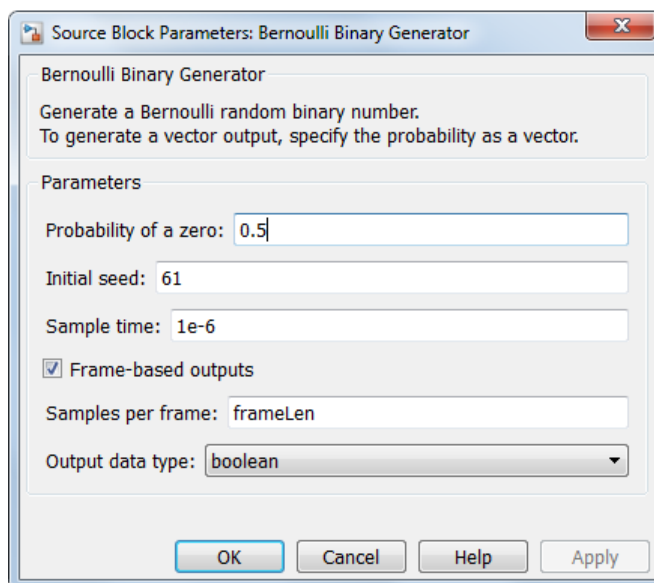 Source Block Parameters: Bernoulli Binary Generator
Bernoulli Binary Generator
Generate a Bernoulli random binary number.
To generate a vector output, specify the probability as a vector.
Parameters
Probability of a zero: 0.5
Initial seed: 61
Sample time: 1e-6
Frame-based outputs
Samples per frame: frameLen
Output data type: boolean
OK Cancel Help Apply